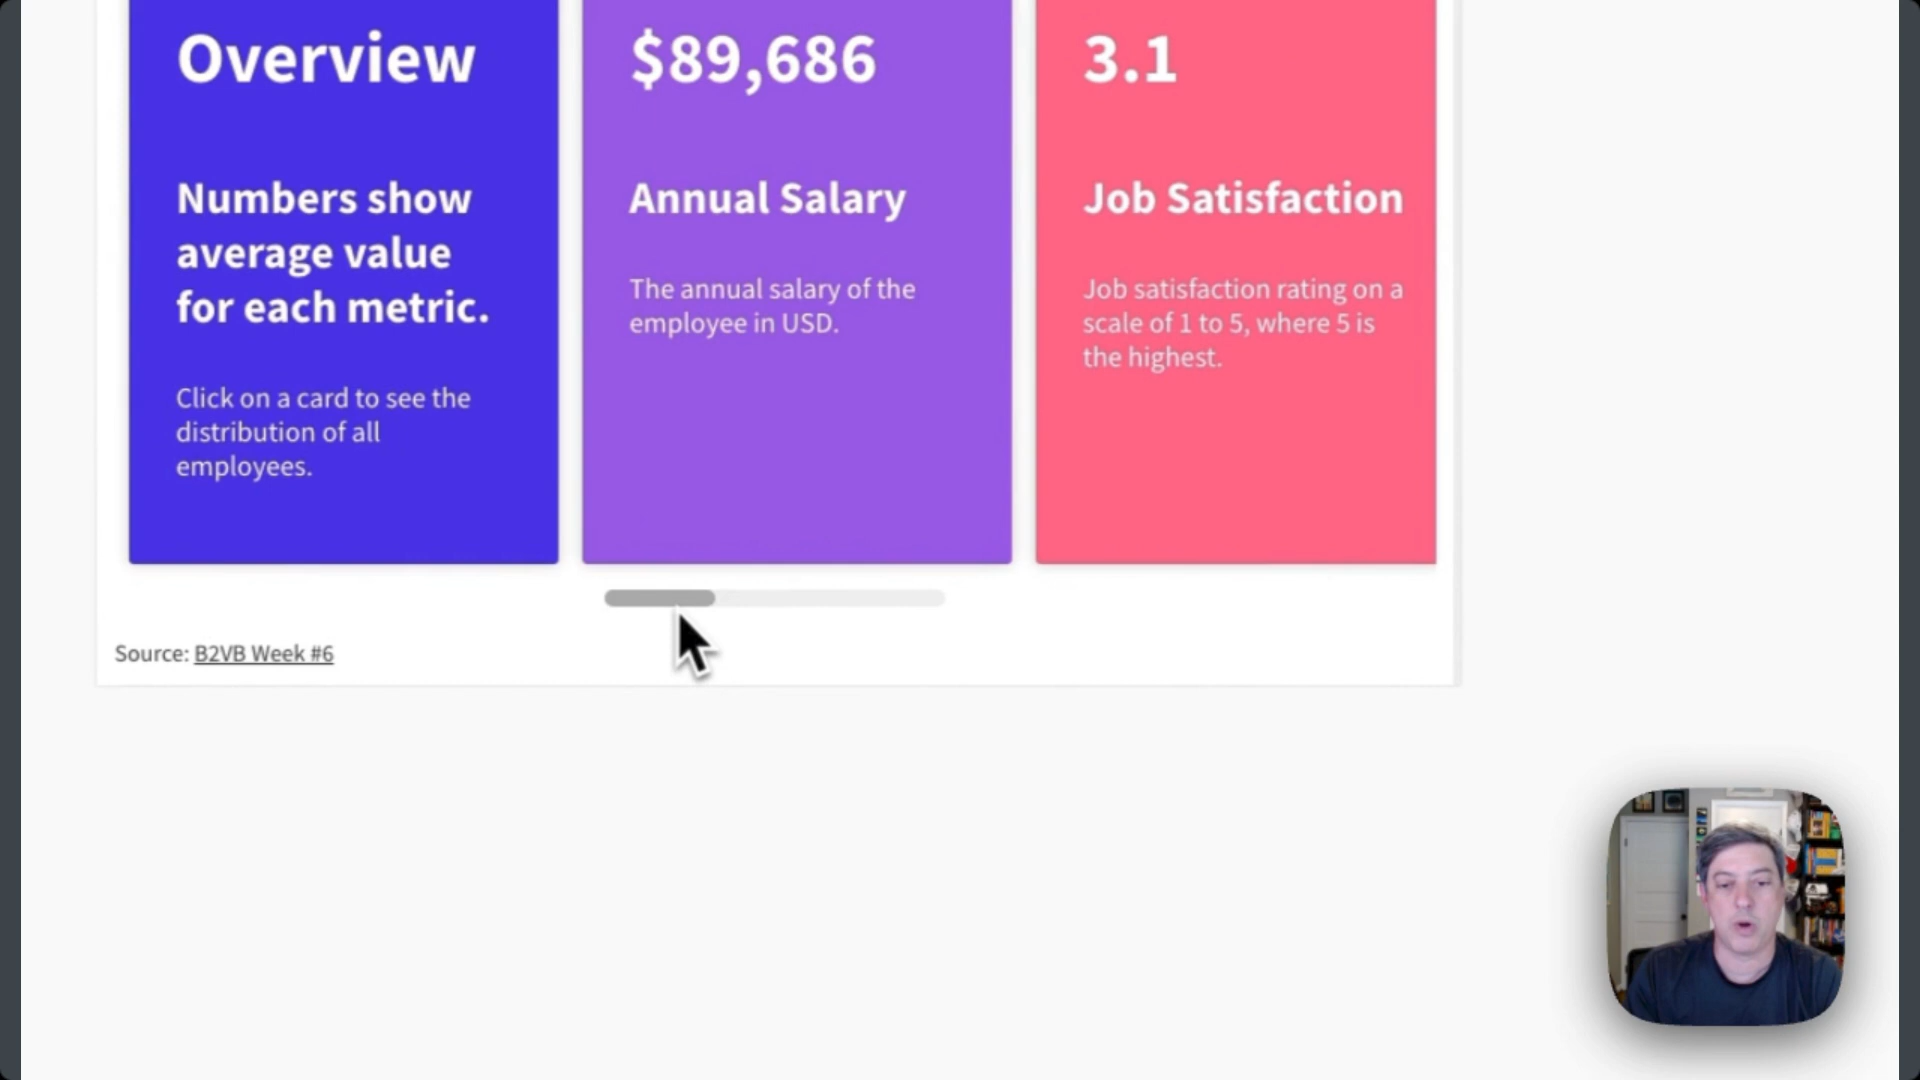 Overview
Numbers show
average value
for each metric.
Click on a card to see the
distribution of all
employees.
$89,686
Annual Salary
The annual salary of the
employee in USD.
3.1
Job Satisfaction
Job satisfaction rating on a
scale of 1 to 5, where 5 is
the highest.
Source: B2VB Week #6